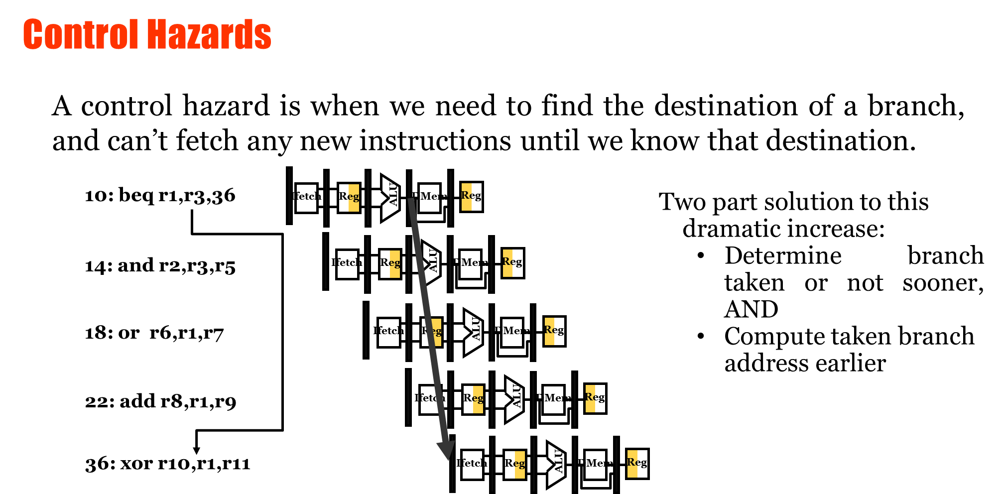 Control Hazards
A control hazard is when we need to find the destination of a branch,
and can’t fetch any new instructions until we know that destination.
10: beq r1,r3,36
Ifetch Reg ALU DMem Reg
14: and r2,r3,r5
Ifetch Reg ALU DMem Reg
18: or r6,r1,r7
Ifetch Reg ALU DMem Reg
22: add r8,r1,r9
Ifetch Reg ALU DMem Reg
36: xor r10,r1,r11
Ifetch Reg ALU DMem Reg
Two part solution to this
dramatic increase:
• Determine branch
taken or not sooner,
AND
• Compute taken branch
address earlier